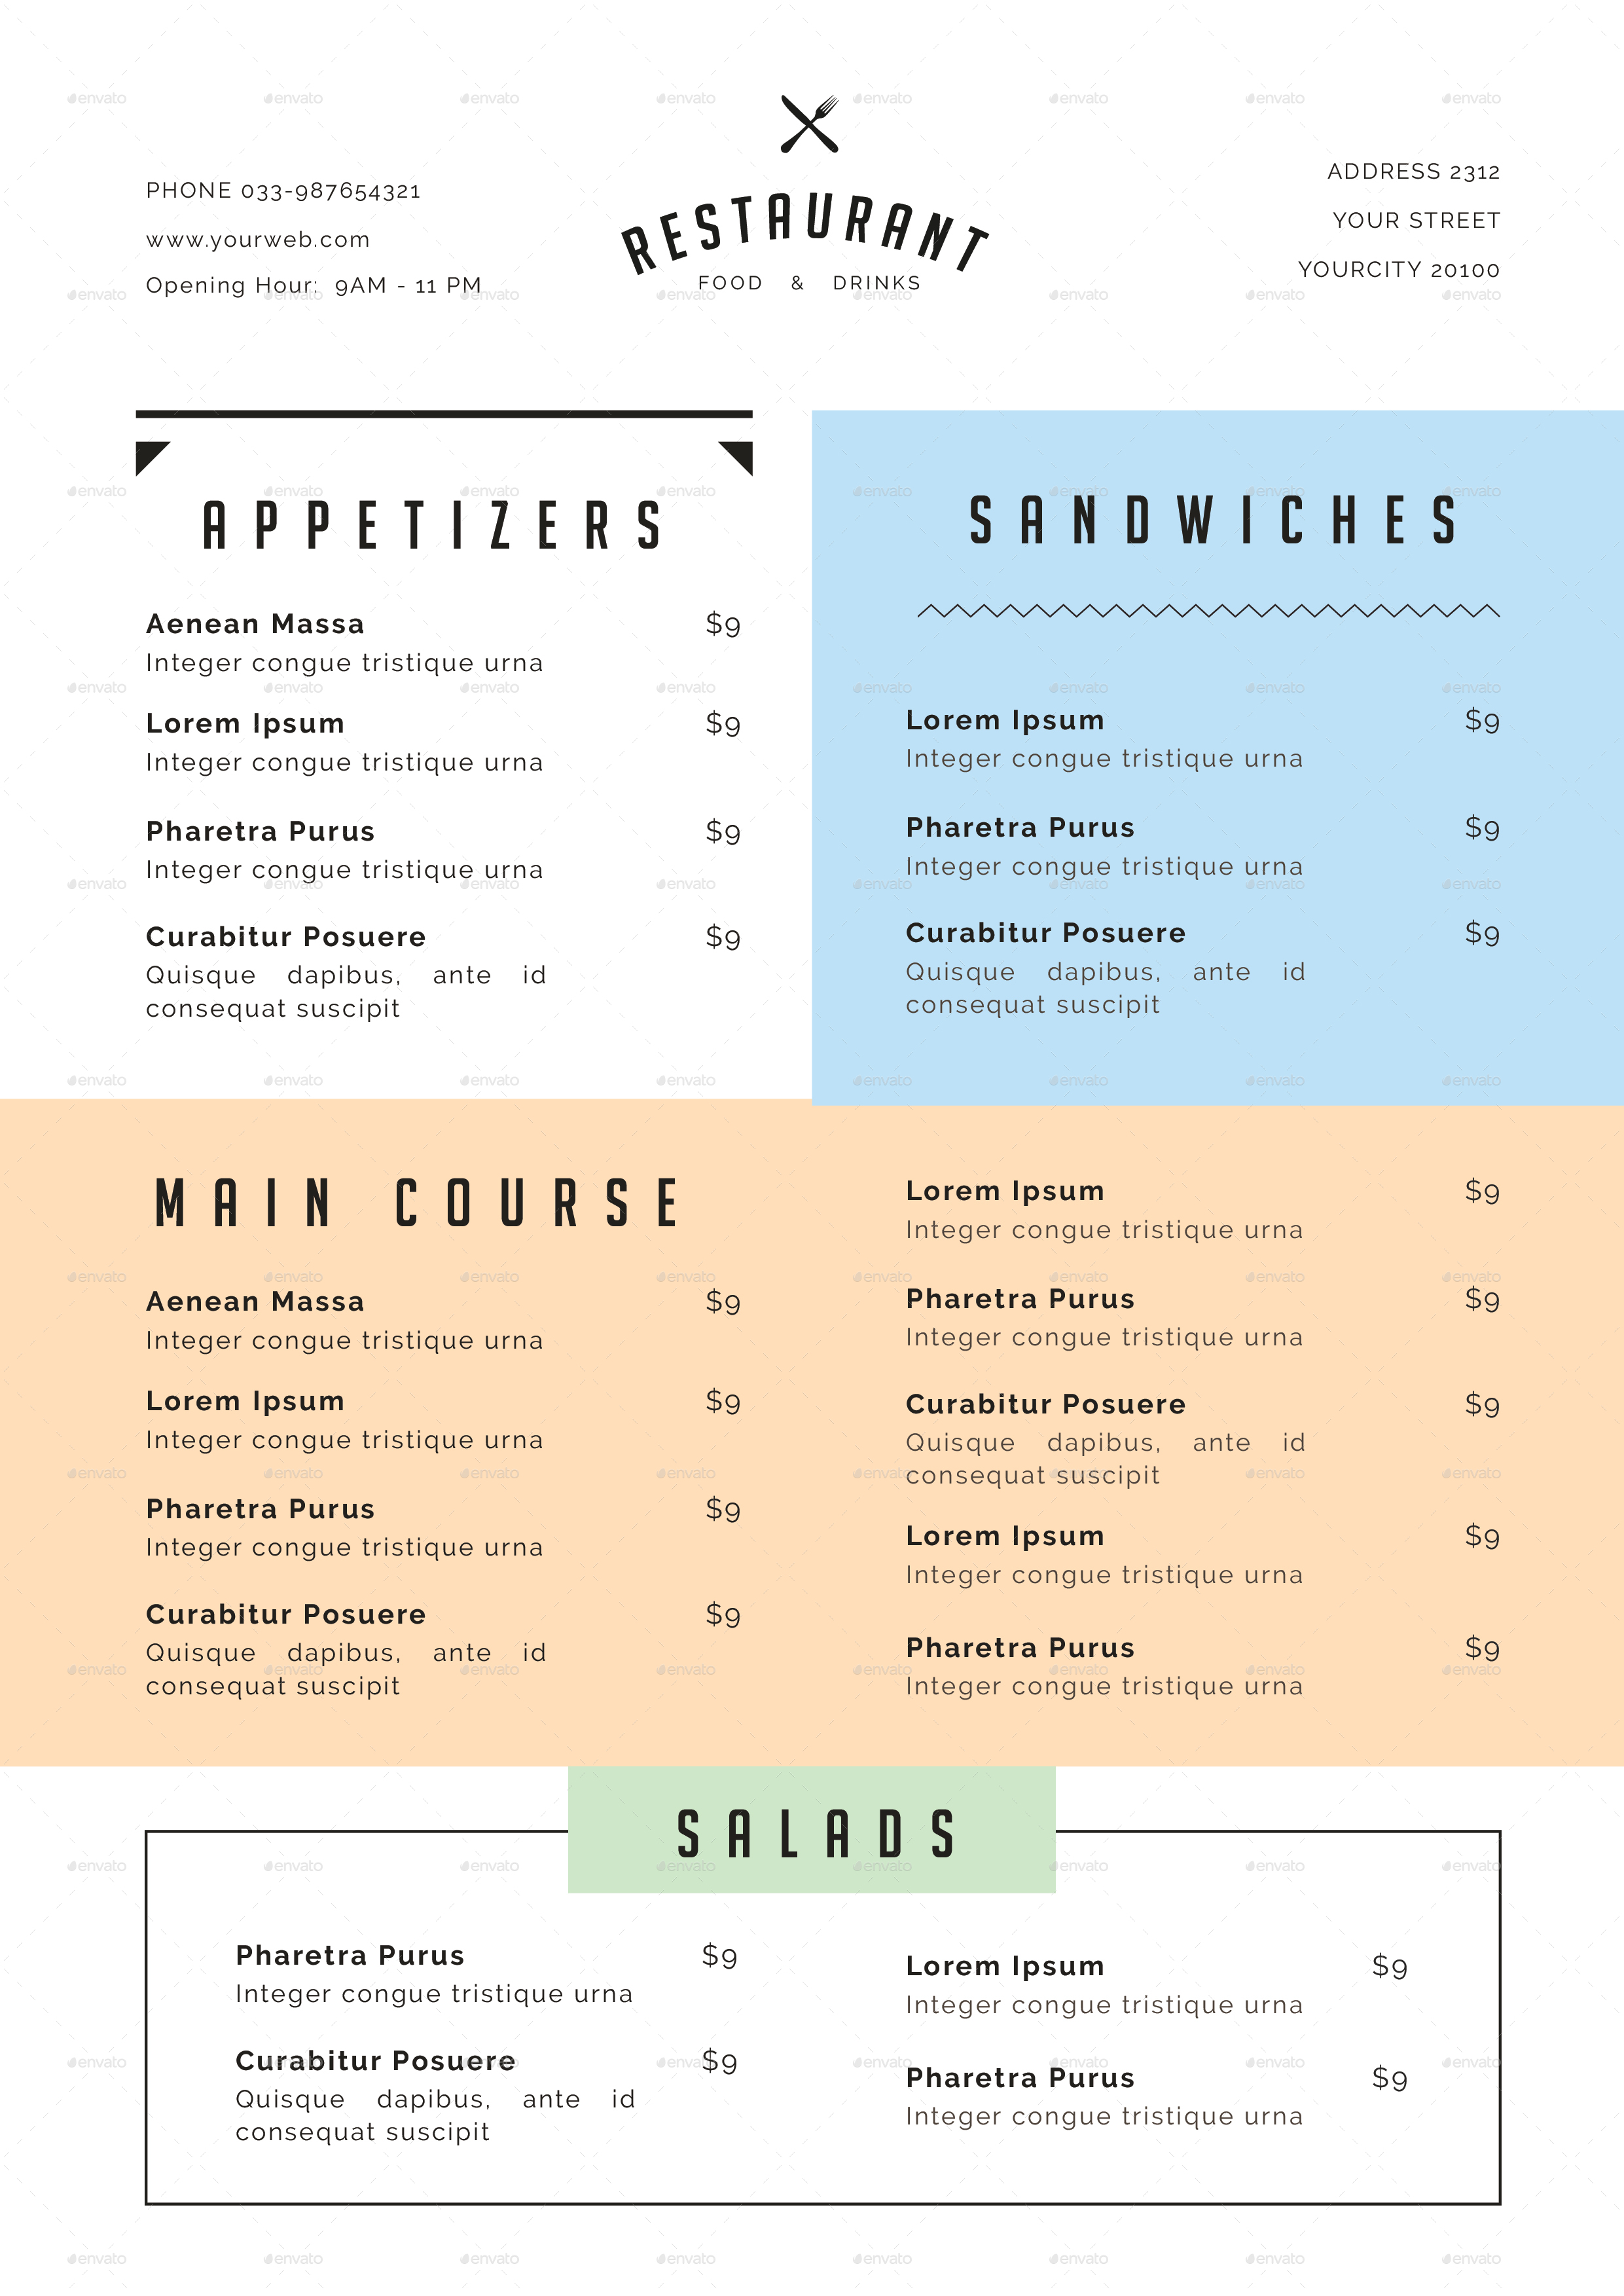 PHONE 033-987654321
www.yourweb.com
Opening Hour: 9AM - 11 PM
RESTAURANT
FOOD & DRINKS
ADDRESS 2312
YOUR STREET
YOURCITY 20100
APPETIZERS
Aenean Massa $9
Integer congue tristique urna
Lorem Ipsum $9
Integer congue tristique urna
Pharetra Purus $9
Integer congue tristique urna
Curabitur Posuere $9
Quisque dapibus, ante id
consequat suscipit
SANDWICHES
Lorem Ipsum $9
Integer congue tristique urna
Pharetra Purus $9
Integer congue tristique urna
Curabitur Posuere $9
Quisque dapibus, ante id
consequat suscipit
MAIN COURSE
Aenean Massa $9
Integer congue tristique urna
Lorem Ipsum $9
Integer congue tristique urna
Pharetra Purus $9
Integer congue tristique urna
Curabitur Posuere $9
Quisque dapibus, ante id
consequat suscipit
Lorem Ipsum $9
Integer congue tristique urna
Pharetra Purus $9
Integer congue tristique urna
Curabitur Posuere $9
Quisque dapibus, ante id
consequat suscipit
Lorem Ipsum $9
Integer congue tristique urna
Pharetra Purus $9
Integer congue tristique urna
SALADS
Pharetra Purus $9
Integer congue tristique urna
Curabitur Posuere $9
Quisque dapibus, ante id
consequat suscipit
Lorem Ipsum $9
Integer congue tristique urna
Pharetra Purus $9
Integer congue tristique urna
envato